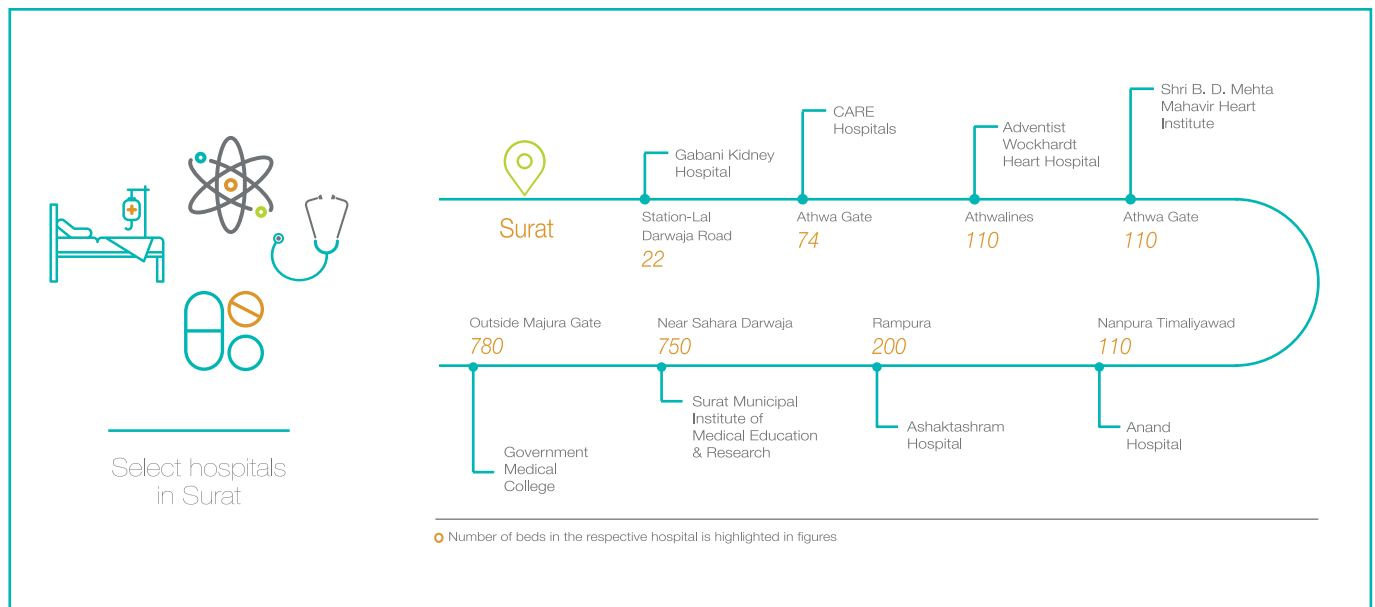 Select hospitals
in Surat
Surat
Gabani Kidney
Hospital
Station-Lal
Darwaja Road
22
CARE
Hospitals
Athwa Gate
74
Adventist
Wockhardt
Heart Hospital
Athwalines
110
Shri B. D. Mehta
Mahavir Heart
Institute
Athwa Gate
110
Nanpura Timaliyawad
110
Anand
Hospital
Rampura
200
Ashaktashram
Hospital
Near Sahara Darwaja
750
Surat Municipal
Institute of
Medical Education
& Research
Outside Majura Gate
780
Government
Medical
College
Number of beds in the respective hospital is highlighted in figures